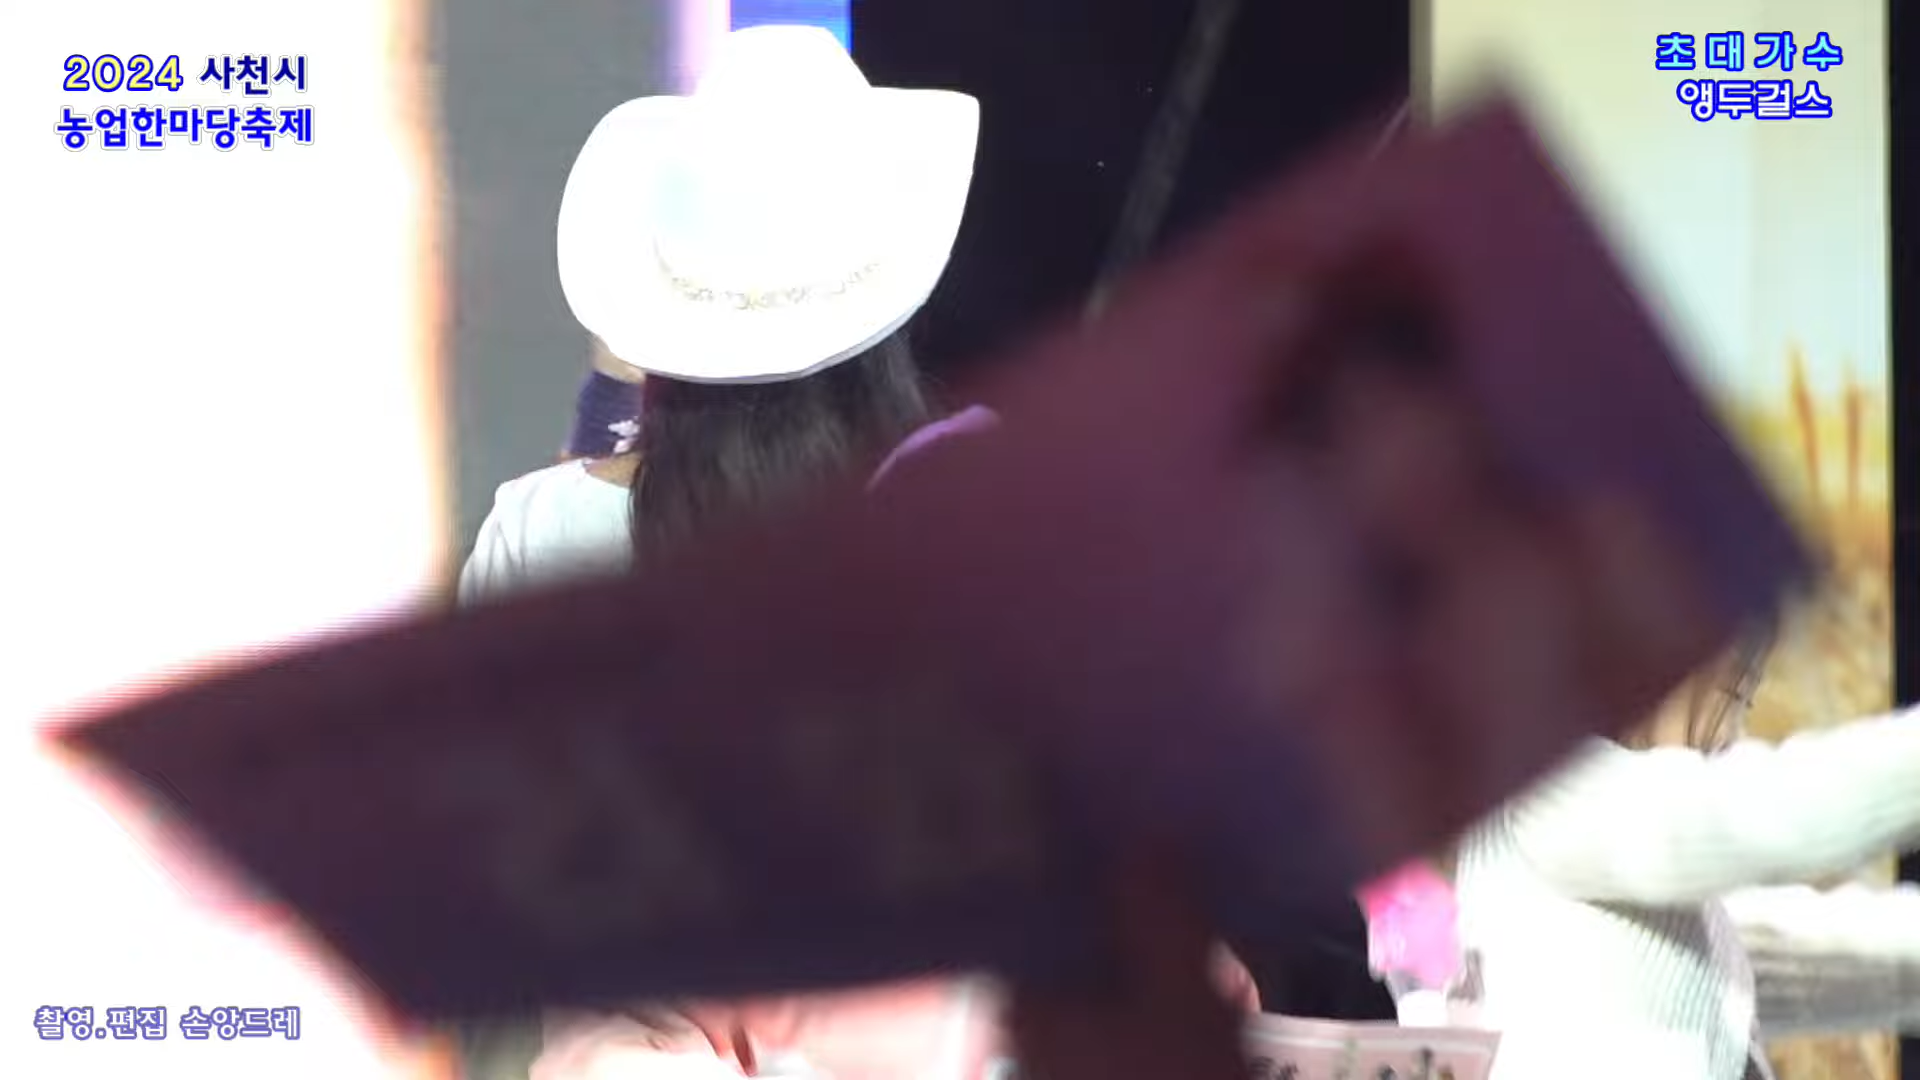 2024 사천시
농업한마당축제
초대가수
앵두걸스
촬영.편집 손앙드레